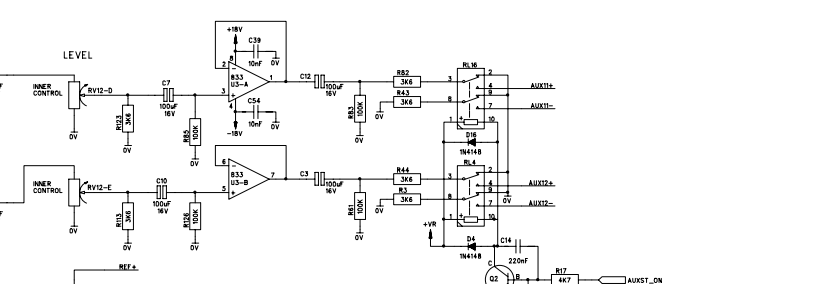 +18V
C39
10nF
0V
LEVEL
8
2
833
U3-A
1
3
4
C54
10nF
0V
-18V
INNER
CONTROL
RV12-D
R123
3K6
0V
C7
100uF
16V
R85
100K
0V
C12
100uF
16V
R83
100K
0V
R82
3K6
R43
3K6
0V
RL16
3
2
4
9
8
7
1
+
10
AUX11+
AUX11-
D16
1N4148
INNER
CONTROL
RV12-E
R113
3K6
0V
C10
100uF
16V
R126
100K
0V
6
833
U3-B
7
5
C3
100uF
16V
R61
100K
0V
R44
3K6
R3
3K6
0V
RL4
3
2
4
9
8
7
1
+
10
0V
AUX12+
AUX12-
+VR
D4
1N4148
C14
220nF
C
Q2
B
R17
4K7
AUXST_ON
REF+
F
F